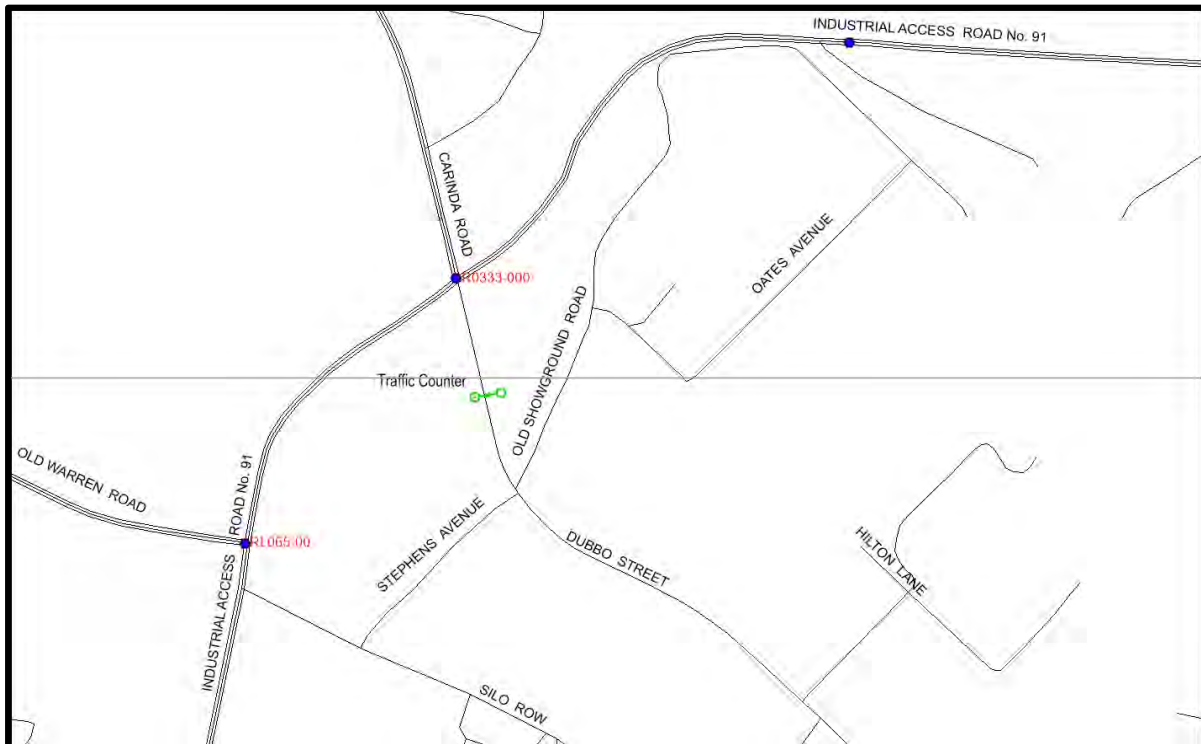 INDUSTRIAL ACCESS ROAD No. 91
CARINDA ROAD
R0333-000
OATES AVENUE
OLD SHOWGROUND ROAD
Traffic Counter
OLD WARREN ROAD
INDUSTRIAL ACCESS ROAD No. 91
RL065-00
STEPHENS AVENUE
DUBBO STREET
HILTON LANE
SILO ROW